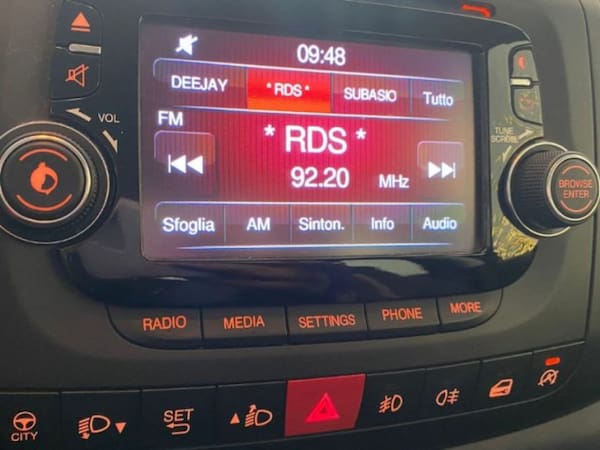 09:48
DEEJAY * RDS * SUBASIO Tutto
FM
* RDS *
92.20 MHz
Sfoglia AM Sinton. Info Audio
VOL
TUNE
SCROLL
BROWSE
ENTER
RADIO MEDIA SETTINGS PHONE MORE
CITY
SET